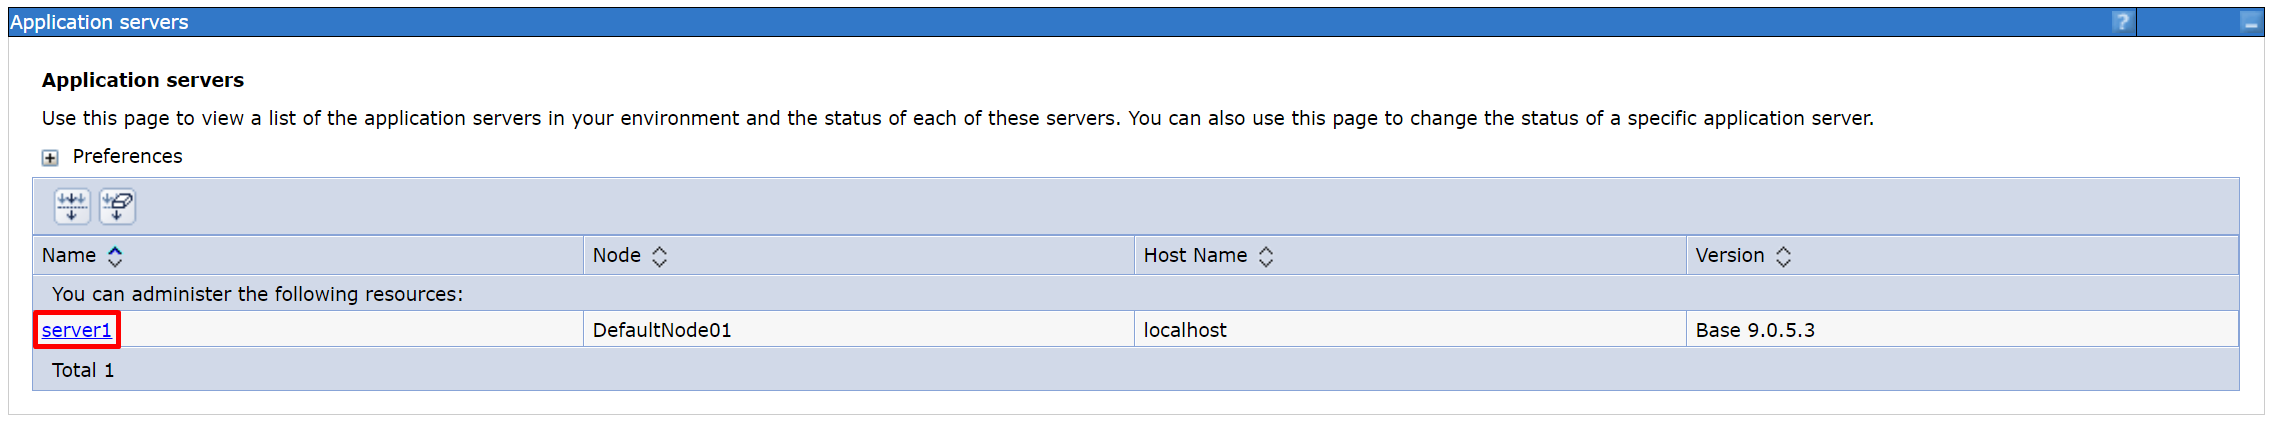 Application servers ?
Application servers
Use this page to view a list of the application servers in your environment and the status of each of these servers. You can also use this page to change the status of a specific application server.
Preferences
Name Node Host Name Version
You can administer the following resources:
server1 DefaultNode01 localhost Base 9.0.5.3
Total 1